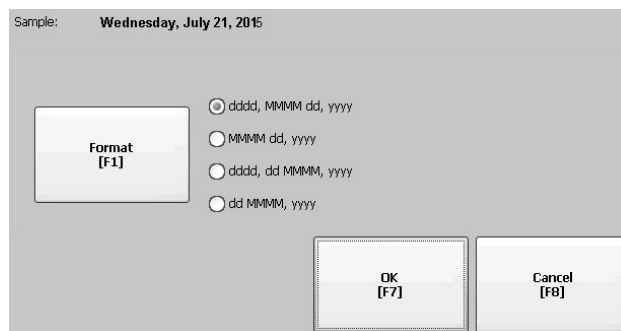 Sample: Wednesday, July 21, 2015
dddd, MMMM dd, yyyy
MMMM dd, yyyy
Format
[F1]
dddd, dd MMMM, yyyy
dd MMMM, yyyy
OK
[F7]
Cancel
[F8]